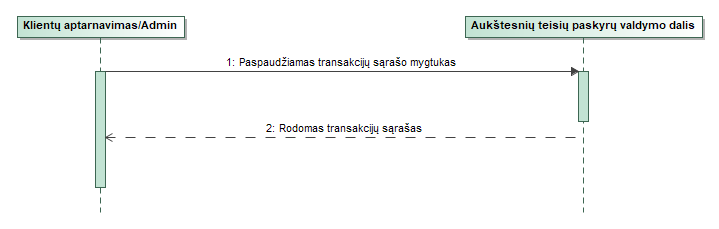 Klientų aptarnavimas/Admin
Aukštesnių teisių paskyrų valdymo dalis
1: Paspaudžiamas transakcijų sąrašo mygtukas
2: Rodomas transakcijų sąrašas